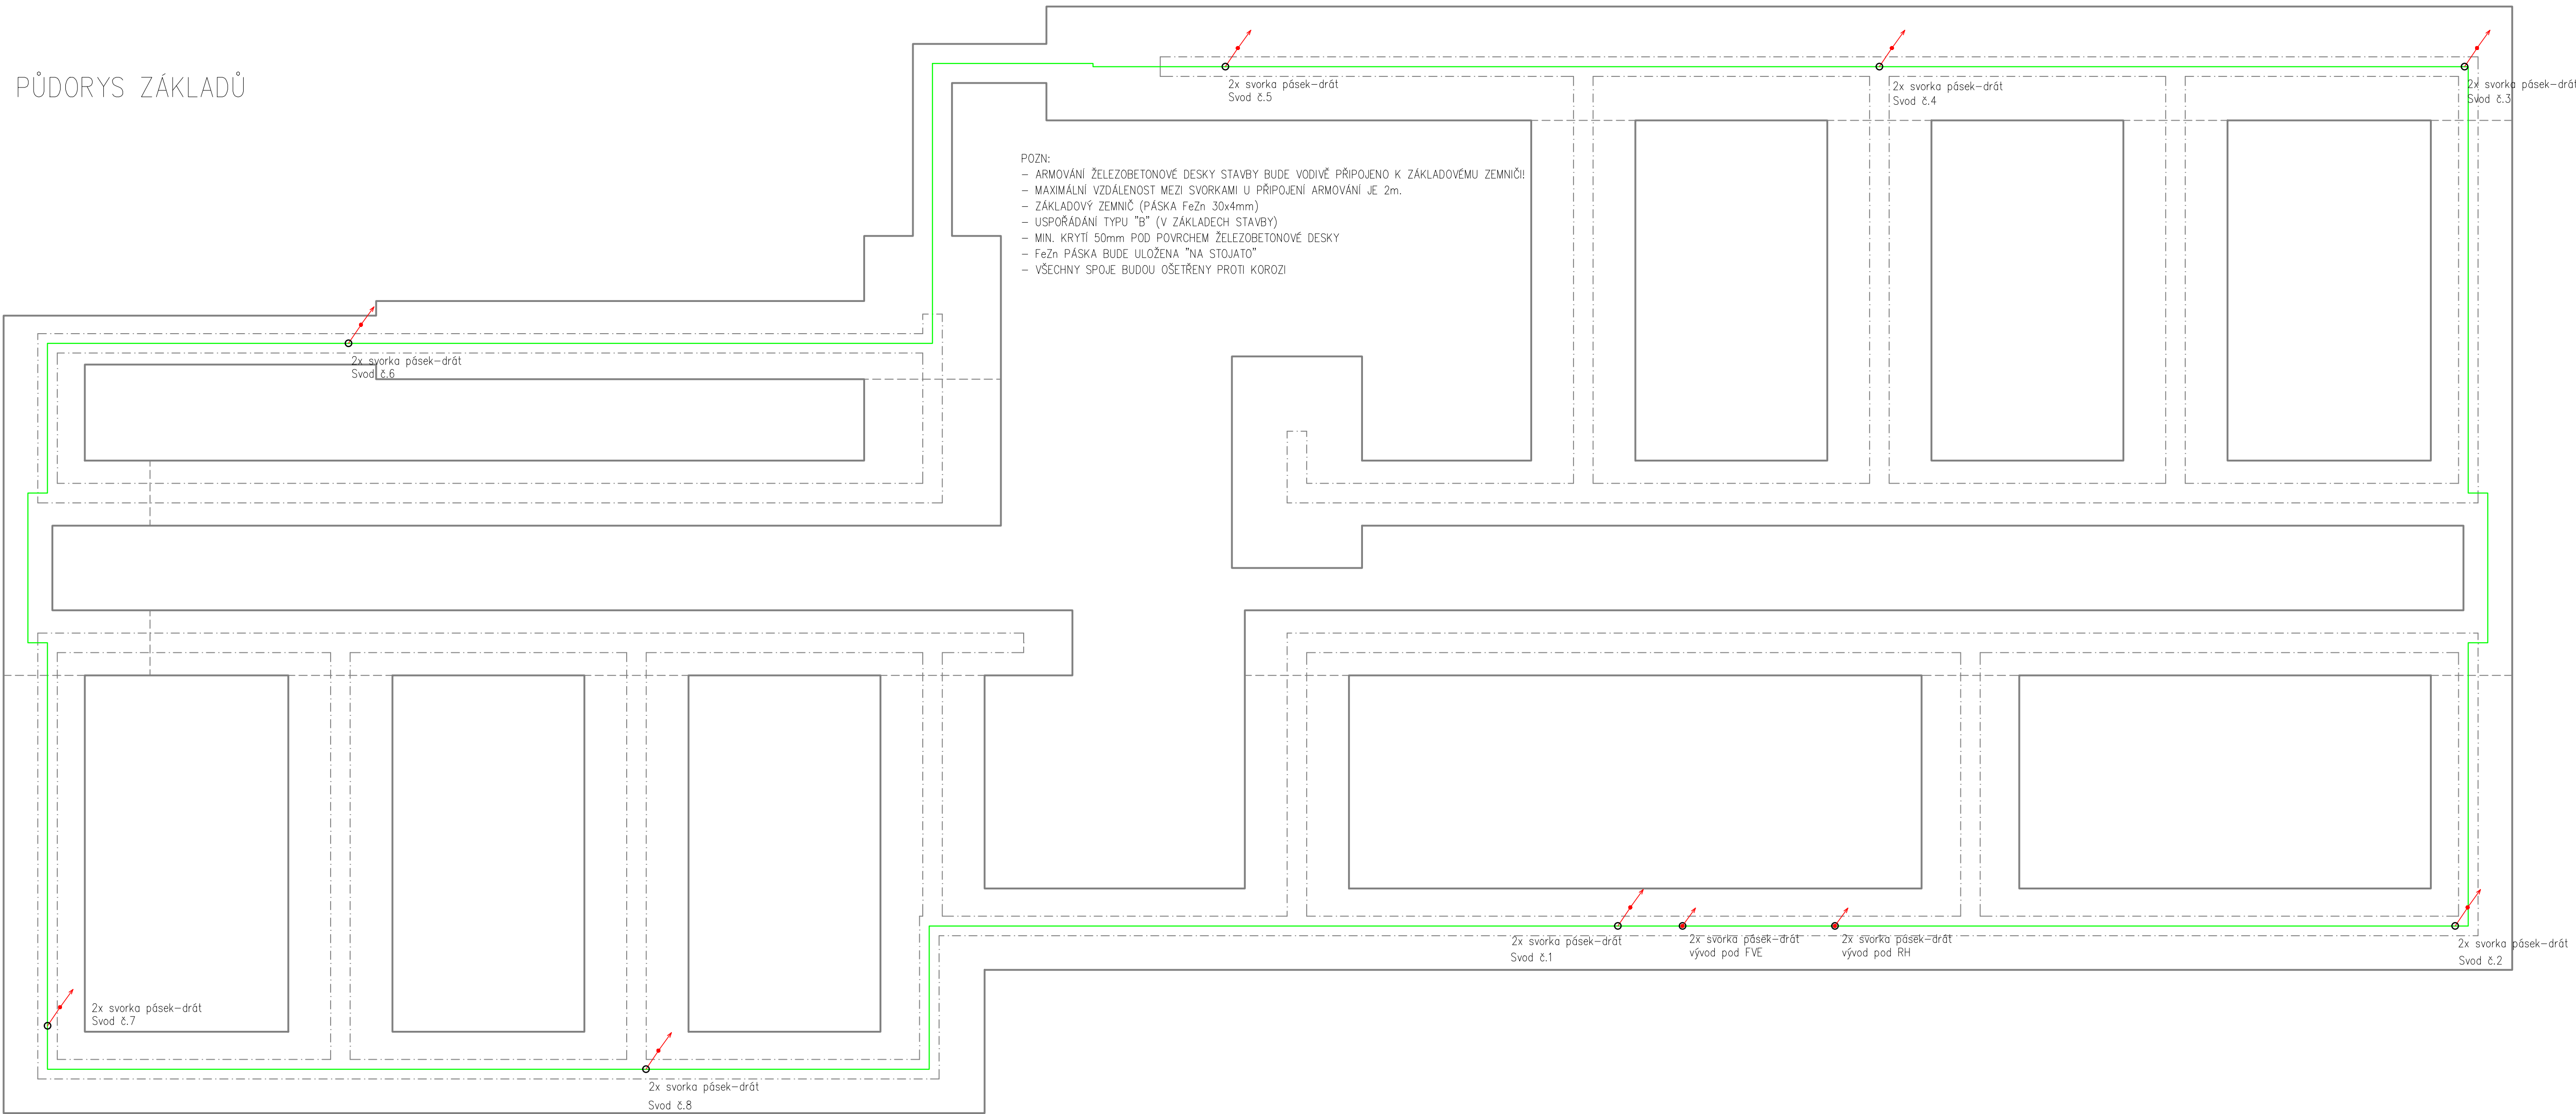 PŮDORYS ZÁKLADŮ
2x svorka pásek-drát
Svod č.5
2x svorka pásek-drát
Svod č.4
2x svorka pásek-drát
Svod č.3
POZN:
- ARMOVÁNÍ ŽELEZOBETONOVÉ DESKY STAVBY BUDE VODIVĚ PŘIPOJENO K ZÁKLADOVÉMU ZEMNIČI!
- MAXIMÁLNÍ VZDÁLENOST MEZI SVORKAMI U PŘIPOJENÍ ARMOVÁNÍ JE 2m.
- ZÁKLADOVÝ ZEMNIČ (PÁSKA FeZn 30x4mm)
- USPOŘÁDÁNÍ TYPU "B" (V ZÁKLADECH STAVBY)
- MIN. KRYTÍ 50mm POD POVRCHEM ŽELEZOBETONOVÉ DESKY
- FeZn PÁSKA BUDE ULOŽENA "NA STOJATO"
- VŠECHNY SPOJE BUDOU OŠETŘENY PROTI KOROZI
2x svorka pásek-drát
Svod č.6
2x svorka pásek-drát
Svod č.1
2x svorka pásek-drát
vývod pod FVE
2x svorka pásek-drát
vývod pod RH
2x svorka pásek-drát
Svod č.2
2x svorka pásek-drát
Svod č.7
2x svorka pásek-drát
Svod č.8